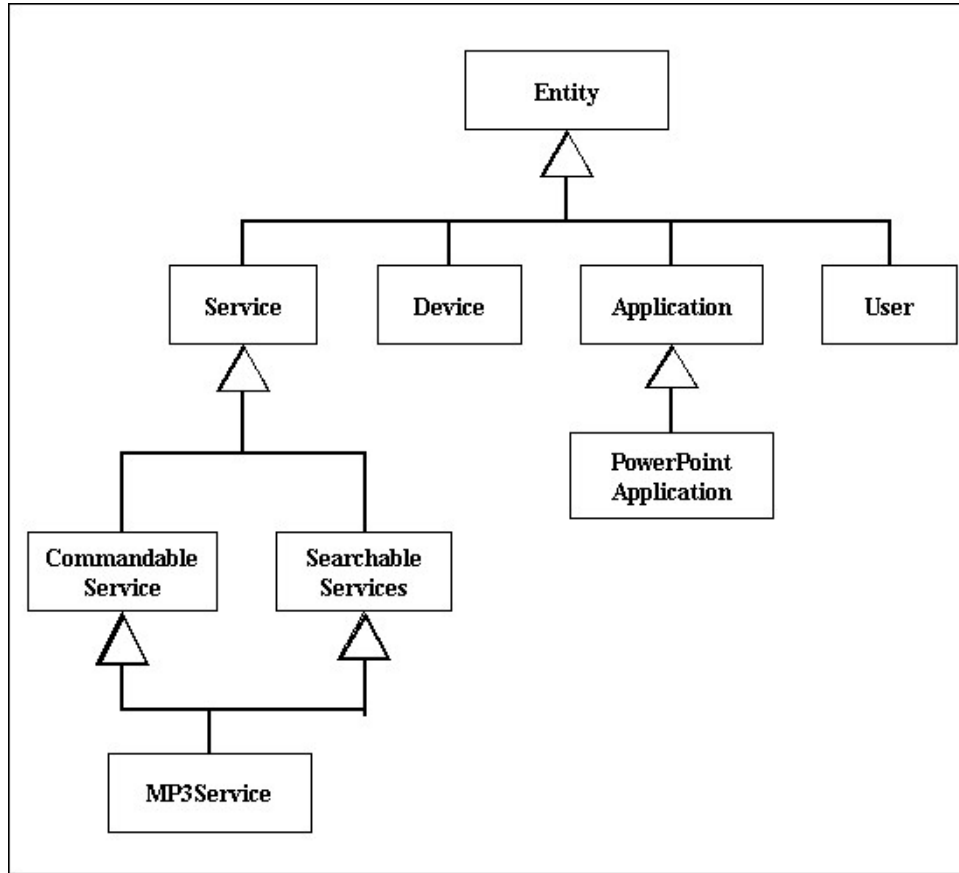 Entity
Service
Device
Application
User
PowerPoint
Application
Commandable
Service
Searchable
Services
MP3Service